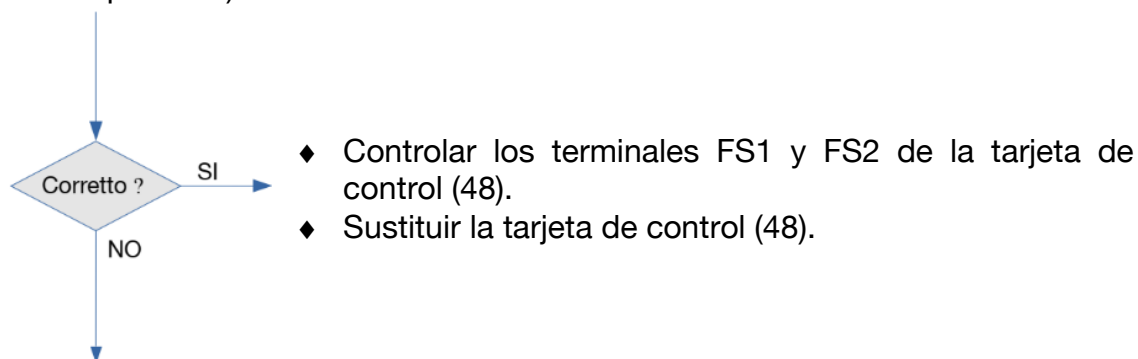 Corretto ?
SI
NO
♦ Controlar los terminales FS1 y FS2 de la tarjeta de
control (48).
♦ Sustituir la tarjeta de control (48).